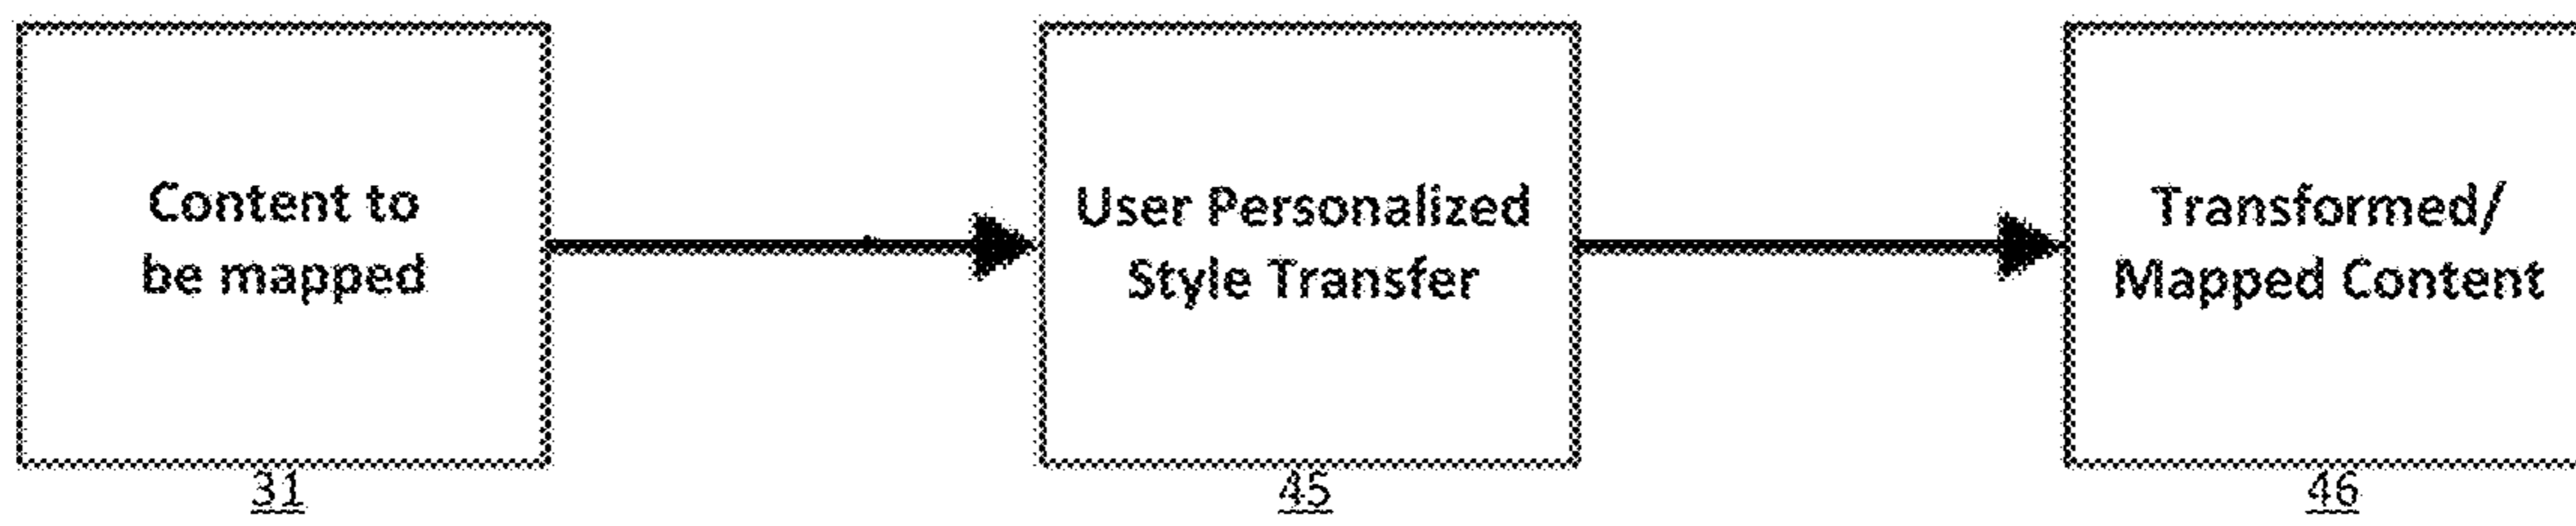 Content to
be mapped
31
User Personalized
Style Transfer
45
Transformed/
Mapped Content
46